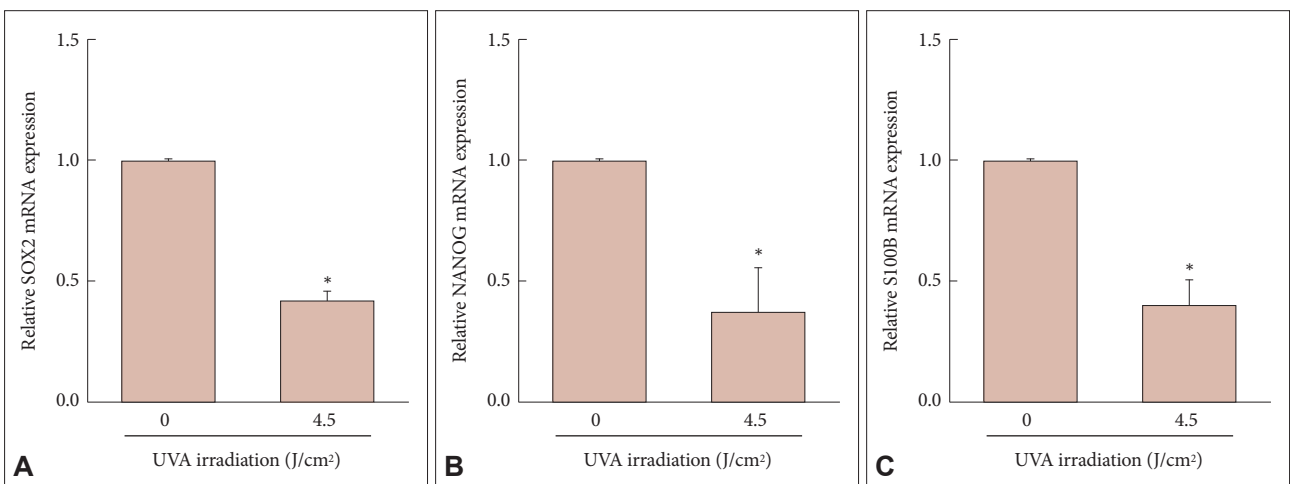 Relative SOX2 mRNA expression
1.5
1.0
0.5
0.0
*
0 4.5
UVA irradiation (J/cm²)
A
Relative NANOG mRNA expression
1.5
1.0
0.5
0.0
*
0 4.5
UVA irradiation (J/cm²)
B
Relative S100B mRNA expression
1.5
1.0
0.5
0.0
*
0 4.5
UVA irradiation (J/cm²)
C